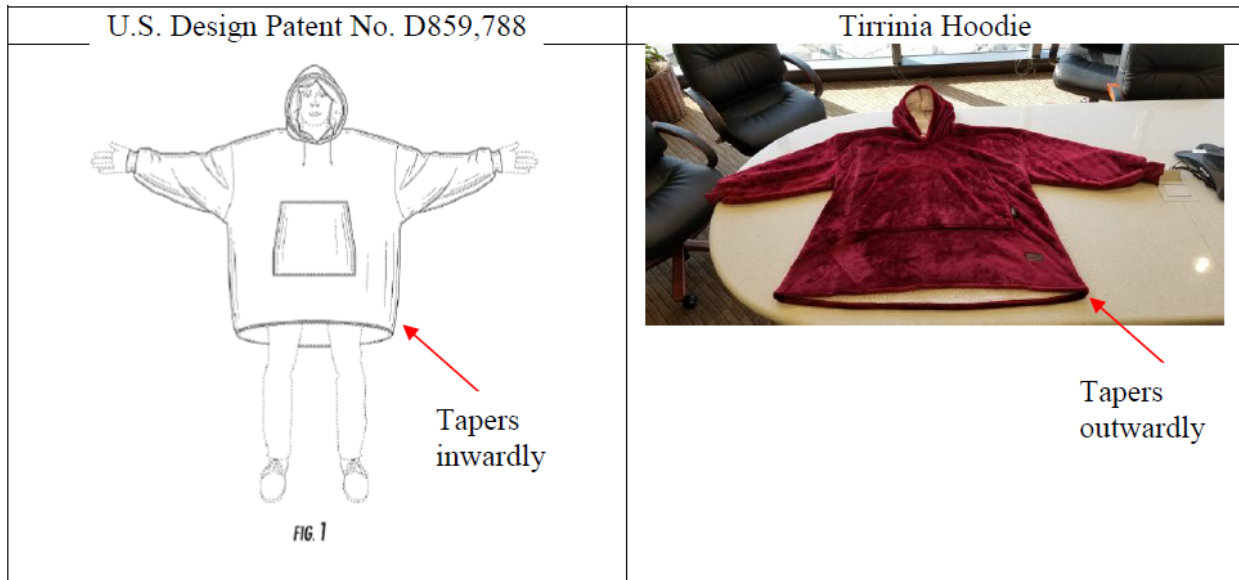 U.S. Design Patent No. D859,788
Tirrinia Hoodie
Tapers
inwardly
Tapers
outwardly
FIG. 1